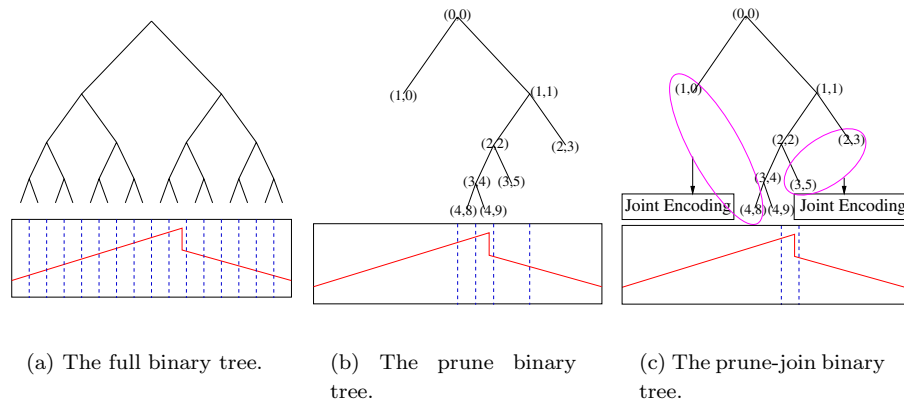 (0,0)
(1,0)
(1,1)
(2,2)
(2,3)
(3,4)
(3,5)
(4,8)
(4,9)
(0,0)
(1,0)
(1,1)
(2,2)
(2,3)
(3,4)
(3,5)
Joint Encoding
(4,8)
(4,9)
Joint Encoding
(a) The full binary tree.
(b) The prune binary
tree.
(c) The prune-join binary
tree.